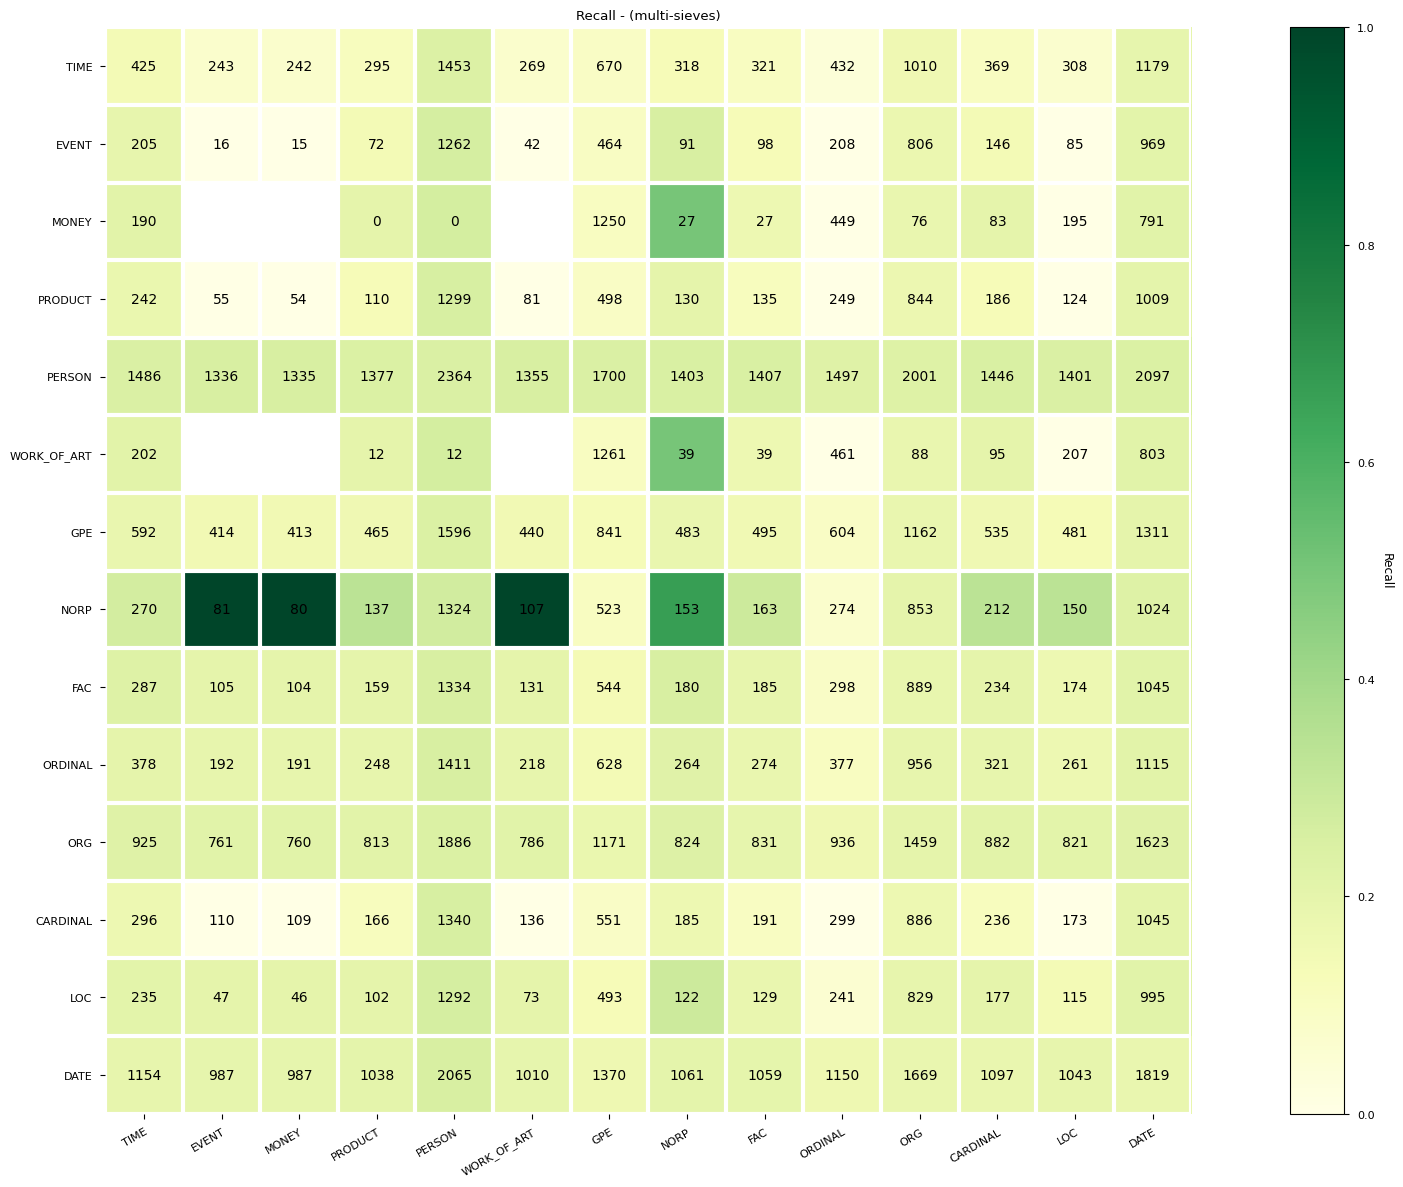 Recall - (multi-sieves)
TIME 425 243 242 295 1453 269 670 318 321 432 1010 369 308 1179
EVENT 205 16 15 72 1262 42 464 91 98 208 806 146 85 969
MONEY 190 0 0 1250 27 27 449 76 83 195 791
PRODUCT 242 55 54 110 1299 81 498 130 135 249 844 186 124 1009
PERSON 1486 1336 1335 1377 2364 1355 1700 1403 1407 1497 2001 1446 1401 2097
WORK_OF_ART 202 12 12 1261 39 39 461 88 95 207 803
GPE 592 414 413 465 1596 440 841 483 495 604 1162 535 481 1311
NORP 270 81 80 137 1324 107 523 153 163 274 853 212 150 1024
FAC 287 105 104 159 1334 131 544 180 185 298 889 234 174 1045
ORDINAL 378 192 191 248 1411 218 628 264 274 377 956 321 261 1115
ORG 925 761 760 813 1886 786 1171 824 831 936 1459 882 821 1623
CARDINAL 296 110 109 166 1340 136 551 185 191 299 886 236 173 1045
LOC 235 47 46 102 1292 73 493 122 129 241 829 177 115 995
DATE 1154 987 987 1038 2065 1010 1370 1061 1059 1150 1669 1097 1043 1819
TIME EVENT MONEY PRODUCT PERSON WORK_OF_ART GPE NORP FAC ORDINAL ORG CARDINAL LOC DATE
1.0
0.8
0.6
0.4
0.2
0.0
Recall